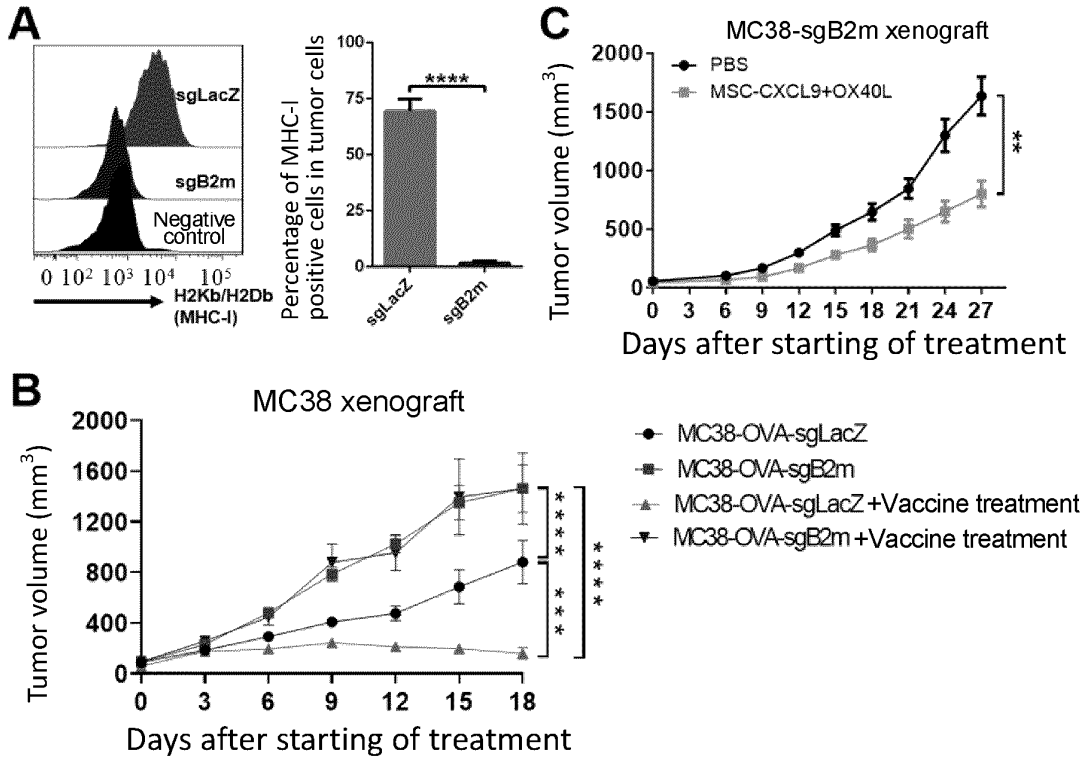 A
sgLacZ
sgB2m
Negative
control
0 10² 10³ 10⁴ 10⁵
H2Kb/H2Db
(MHC-I)
Percentage of MHC-I
positive cells in tumor cells
100
75
50
25
0
****
sgLacZ
sgB2m
C
MC38-sgB2m xenograft
PBS
MSC-CXCL9+OX40L
Tumor volume (mm³)
2000
1500
1000
500
0
**
0 3 6 9 12 15 18 21 24 27
Days after starting of treatment
B
MC38 xenograft
Tumor volume (mm³)
2000
1600
1200
800
400
0
****
***
****
0 3 6 9 12 15 18
Days after starting of treatment
MC38-OVA-sgLacZ
MC38-OVA-sgB2m
MC38-OVA-sgLacZ+Vaccine treatment
MC38-OVA-sgB2m+Vaccine treatment